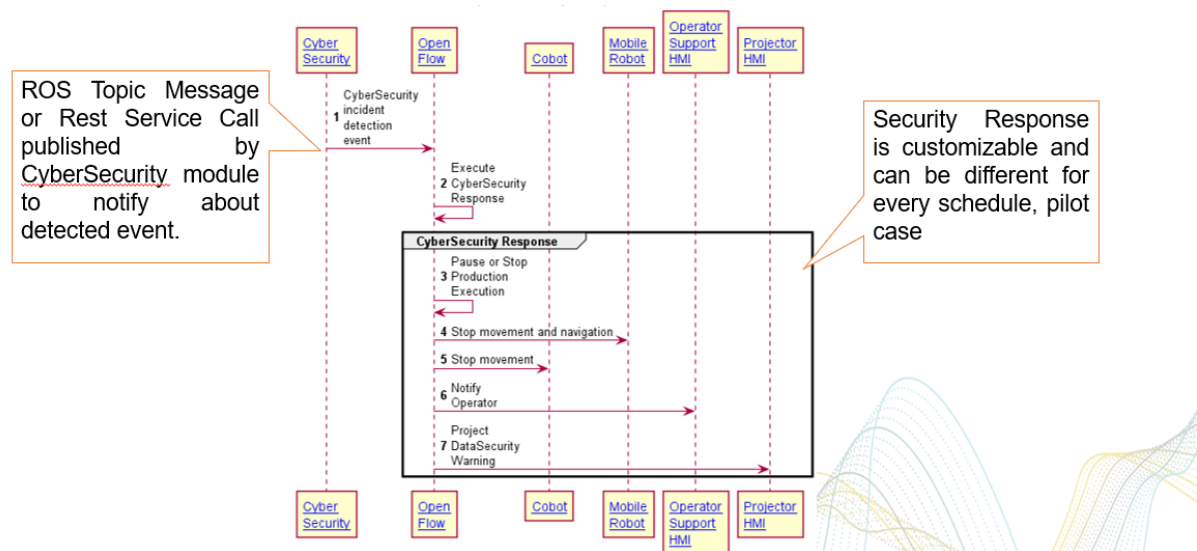 Cyber
Security
Open
Flow
Cobot
Mobile
Robot
Operator
Support
HMI
Projector
HMI
ROS Topic Message
or Rest Service Call
published by
CyberSecurity module
to notify about
detected event.
CyberSecurity
incident
1 detection
event
Execute
2 CyberSecurity
Response
Security Response
is customizable and
can be different for
every schedule, pilot
case
CyberSecurity Response
Pause or Stop
3 Production
Execution
4 Stop movement and navigation
5 Stop movement
Notify
6 Operator
Project
7 DataSecurity
Warning
Cyber
Security
Open
Flow
Cobot
Mobile
Robot
Operator
Support
HMI
Projector
HMI